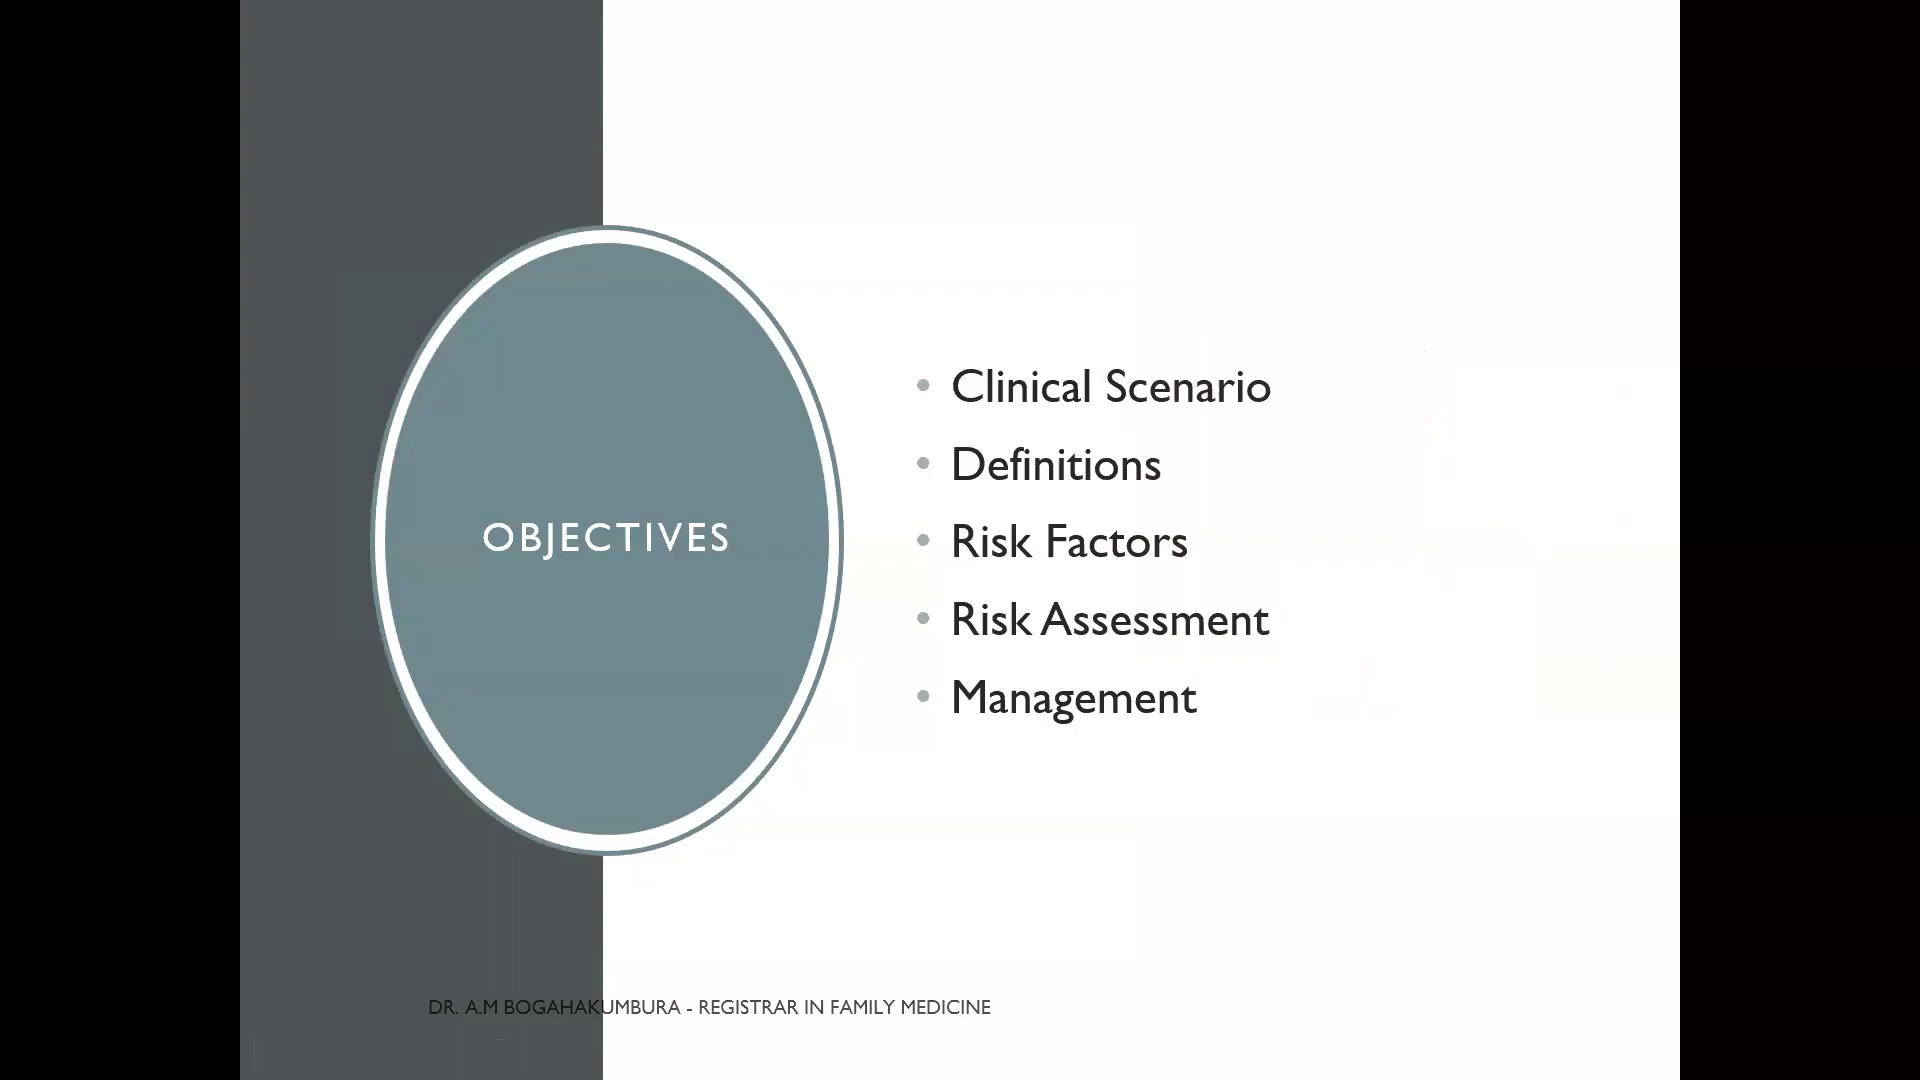 OBJECTIVES
Clinical Scenario
Definitions
Risk Factors
Risk Assessment
Management
DR. A.M BOGAHAKUMBURA - REGISTRAR IN FAMILY MEDICINE